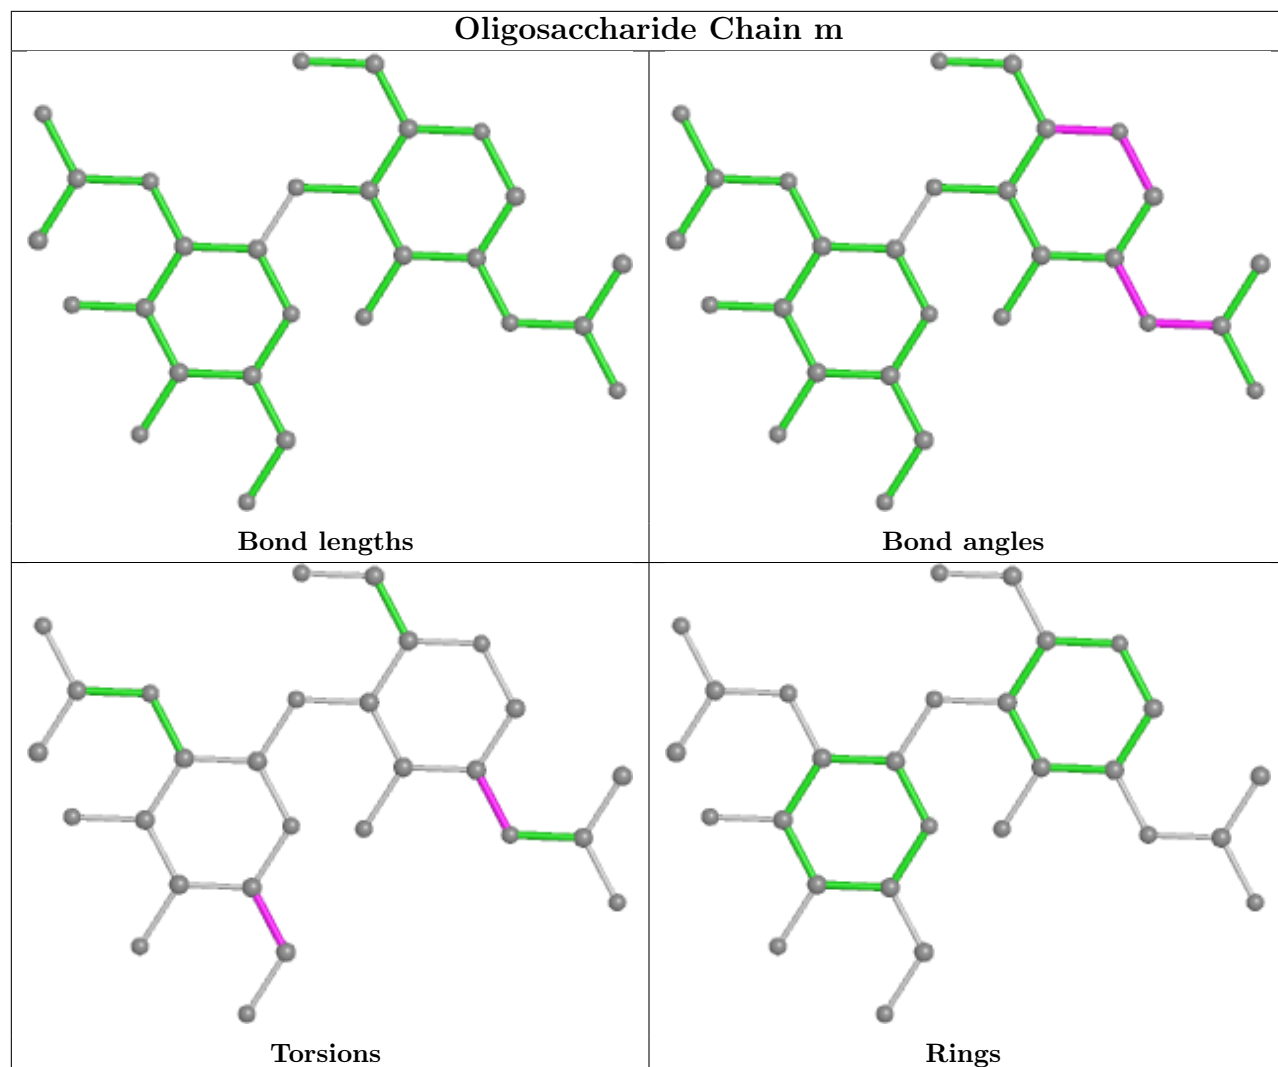 Oligosaccharide Chain m
Bond lengths
Bond angles
Torsions
Rings